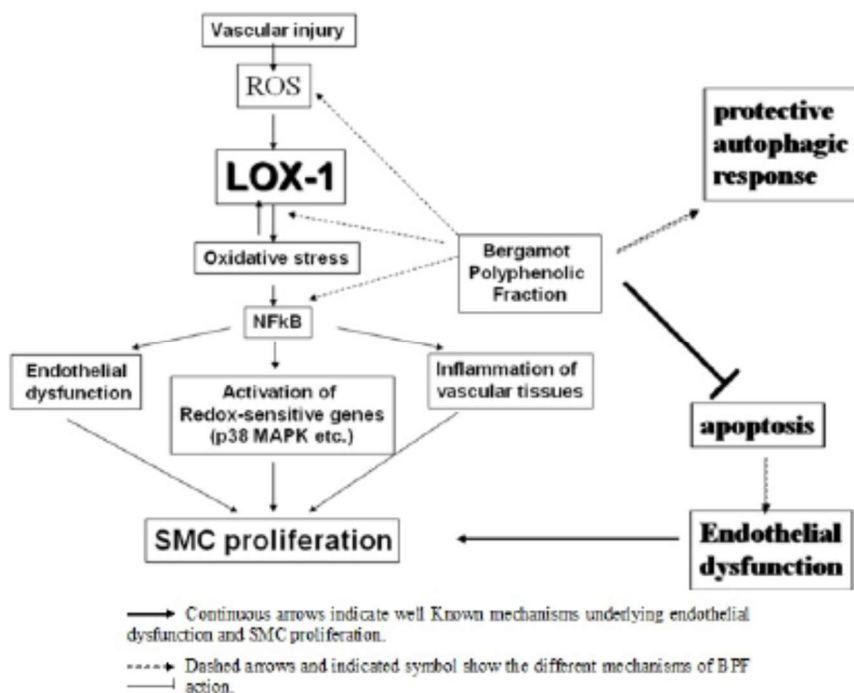 Vascular injury
ROS
LOX-1
Oxidative stress
NFkB
Endothelial
dysfunction
Activation of
Redox-sensitive genes
(p38 MAPK etc.)
Inflammation of
vascular tissues
SMC proliferation
Bergamot
Polyphenolic
Fraction
protective
autophagic
response
apoptosis
Endothelial
dysfunction
Continuous arrows indicate well Known mechanisms underlying endothelial
dysfunction and SMC proliferation.
Dashed arrows and indicated symbol show the different mechanisms of BPF
action.